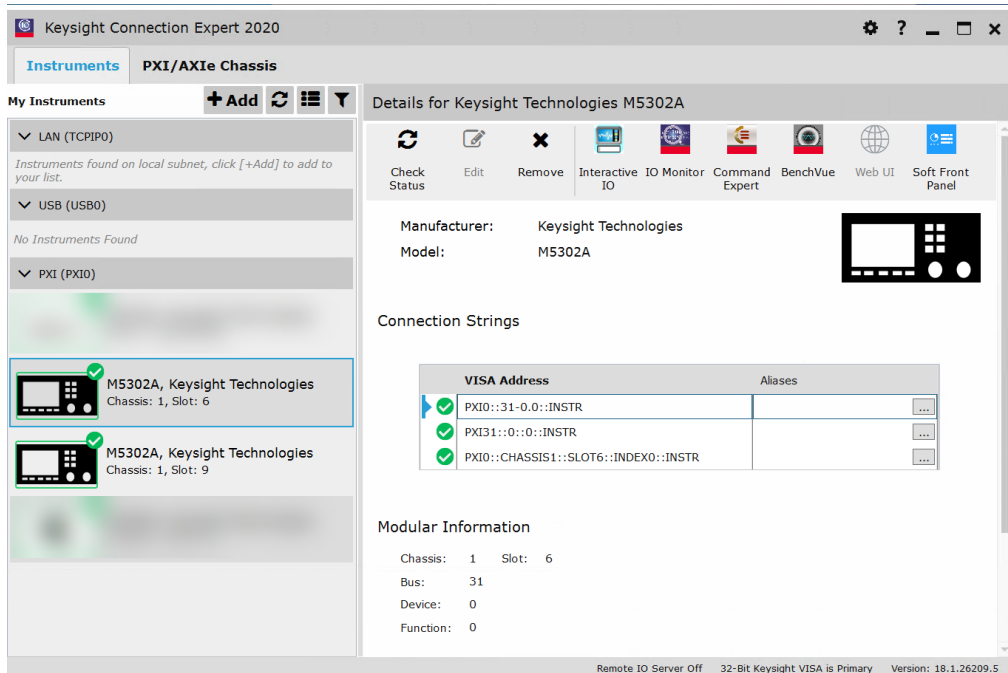 Keysight Connection Expert 2020
?
Instruments PXI/AXIe Chassis
My Instruments
Add
LAN (TCPIP0)
Instruments found on local subnet, click [+Add] to add to
your list.
USB (USB0)
No Instruments Found
PXI (PXI0)
M5302A, Keysight Technologies
Chassis: 1, Slot: 6
M5302A, Keysight Technologies
Chassis: 1, Slot: 9
Details for Keysight Technologies M5302A
Check
Status
Edit
Remove
Interactive
IO
IO Monitor
Command
Expert
BenchVue
Web UI
Soft Front
Panel
Manufacturer: Keysight Technologies
Model: M5302A
Connection Strings
VISA Address Aliases
PXI0::31-0.0::INSTR ...
PXI31::0::0::INSTR ...
PXI0::CHASSIS1::SLOT6::INDEX0::INSTR ...
Modular Information
Chassis: 1 Slot: 6
Bus: 31
Device: 0
Function: 0
Remote IO Server Off 32-Bit Keysight VISA is Primary Version: 18.1.26209.5